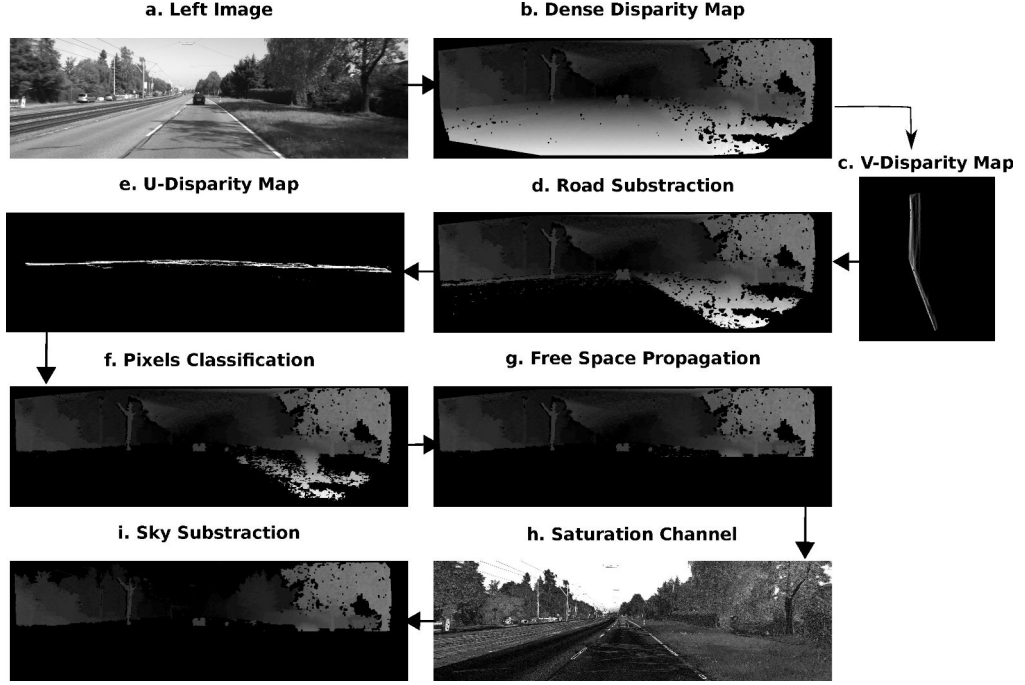 a. Left Image
b. Dense Disparity Map
c. V-Disparity Map
e. U-Disparity Map
d. Road Substraction
f. Pixels Classification
g. Free Space Propagation
i. Sky Substraction
h. Saturation Channel